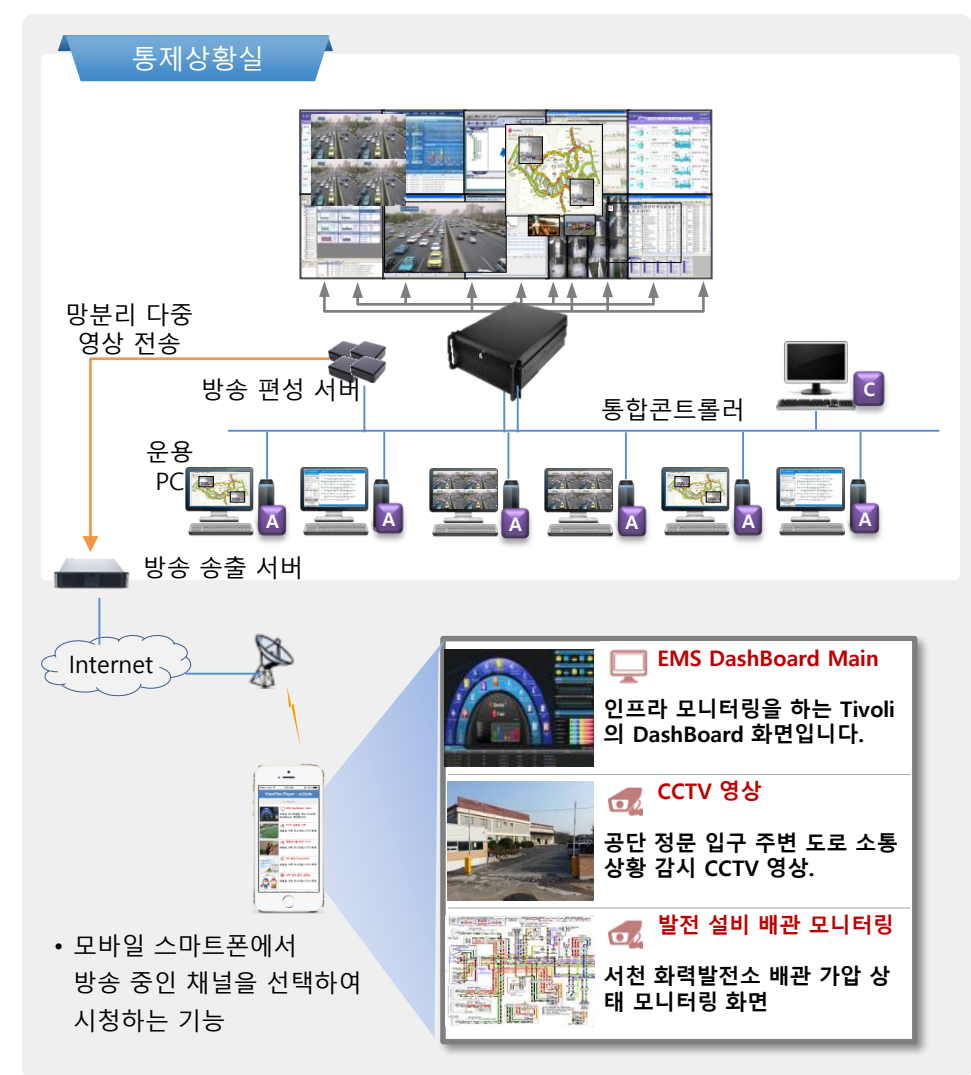 통제상황실
망분리 다중
영상 전송
방송 편성 서버
통합콘트롤러
C
운용
PC
A
A
A
A
A
A
방송 송출 서버
Internet
EMS DashBoard Main
인프라 모니터링을 하는 Tivoli
의 DashBoard 화면입니다.
CCTV 영상
공단 정문 입구 주변 도로 소통
상황 감시 CCTV 영상.
발전 설비 배관 모니터링
서천 화력발전소 배관 가압 상
태 모니터링 화면
• 모바일 스마트폰에서
방송 중인 채널을 선택하여
시청하는 기능